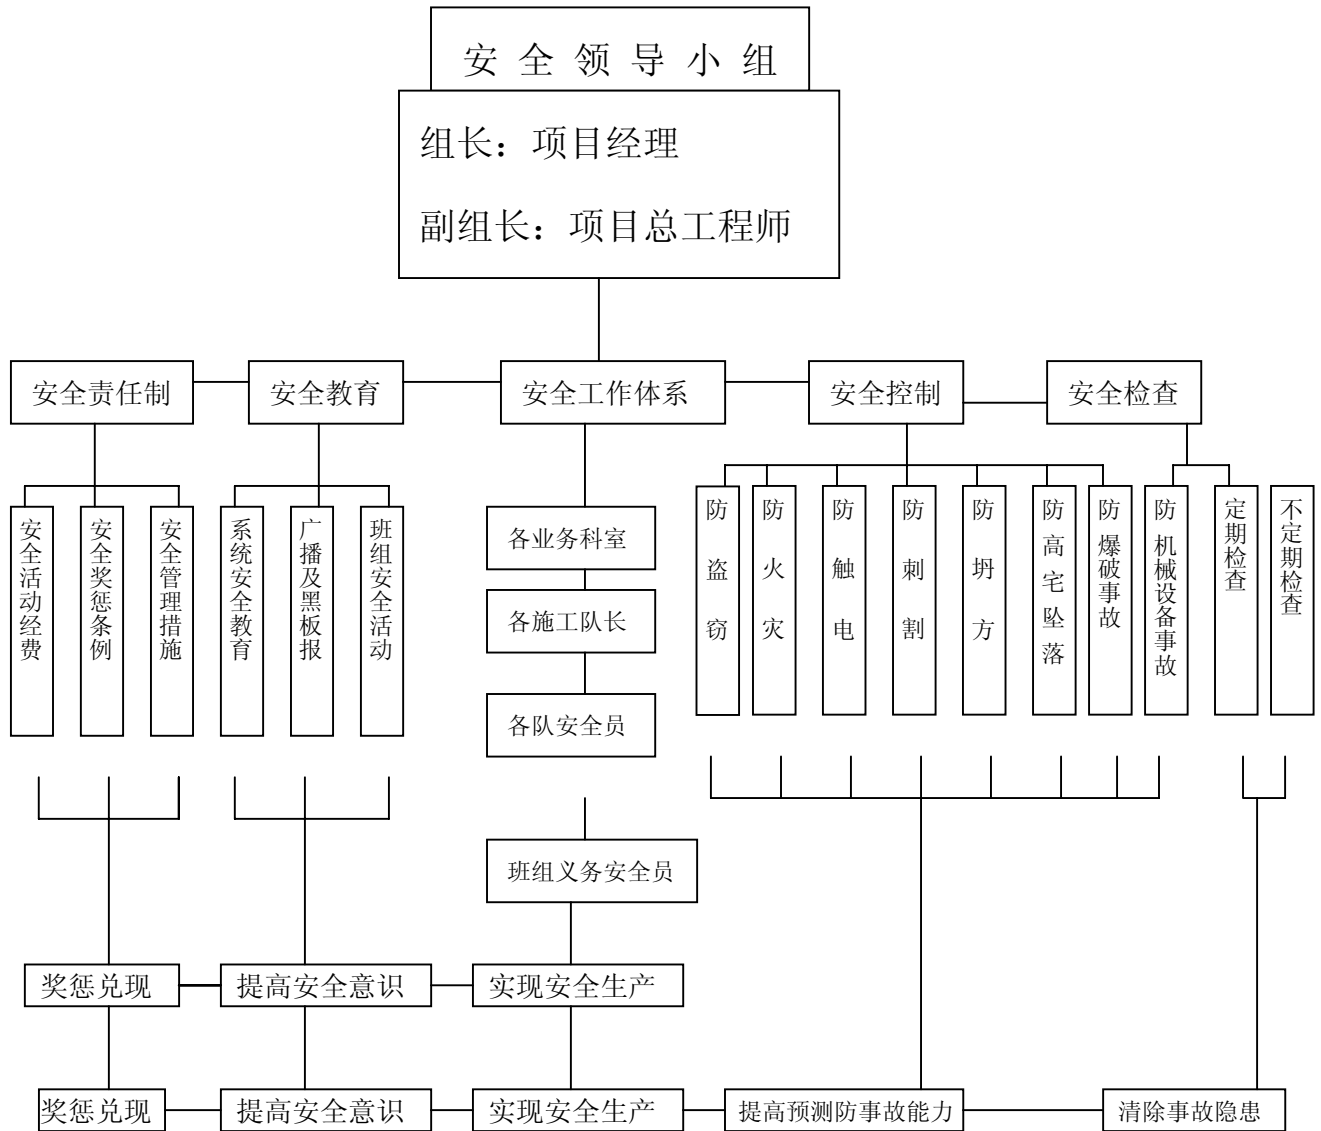 安全领导小组
组长：项目经理
副组长：项目总工程师
安全责任制
安全教育
安全工作体系
安全控制
安全检查
安全活动经费
安全奖惩条例
安全管理措施
系统安全教育
广播及黑板报
班组安全活动
各业务科室
各施工队长
各队安全员
防盗窃
防火灾
防触电
防刺割
防坍方
防高宅坠落
防爆破事故
防机械设备事故
定期检查
不定期检查
班组义务安全员
奖惩兑现
提高安全意识
实现安全生产
奖惩兑现
提高安全意识
实现安全生产
提高预测防事故能力
清除事故隐患